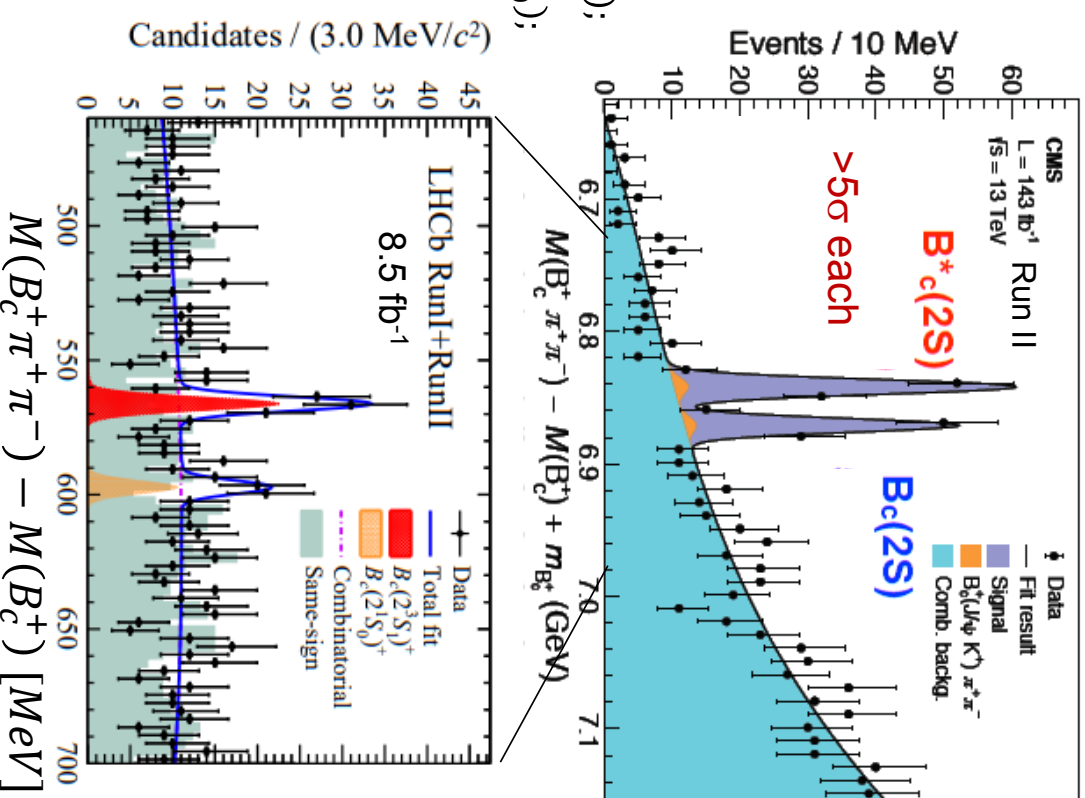 );
);
Events / 10 MeV
0
10
20
30
40
50
60
CMS
L = 143 fb⁻¹ Run II
√s = 13 TeV
B*c(2S)
>5σ each
Bc(2S)
Data
Fit result
Signal
B⁺c(J/ψ K⁺) π⁺π⁻
Comb. backg.
6.7
6.8
6.9
7.0
7.1
M(B⁺c π⁺π⁻) − M(B⁺c) + m B⁺c (GeV)
Candidates / (3.0 MeV/c²)
0
5
10
15
20
25
30
35
40
45
LHCb RunI+RunII
8.5 fb⁻¹
Data
Total fit
Bc(2³S₁)⁺
Bc(2¹S₀)⁺
Combinatorial
Same-sign
500
550
600
650
700
M(B⁺c π⁺π⁻) − M(B⁺c) [MeV]